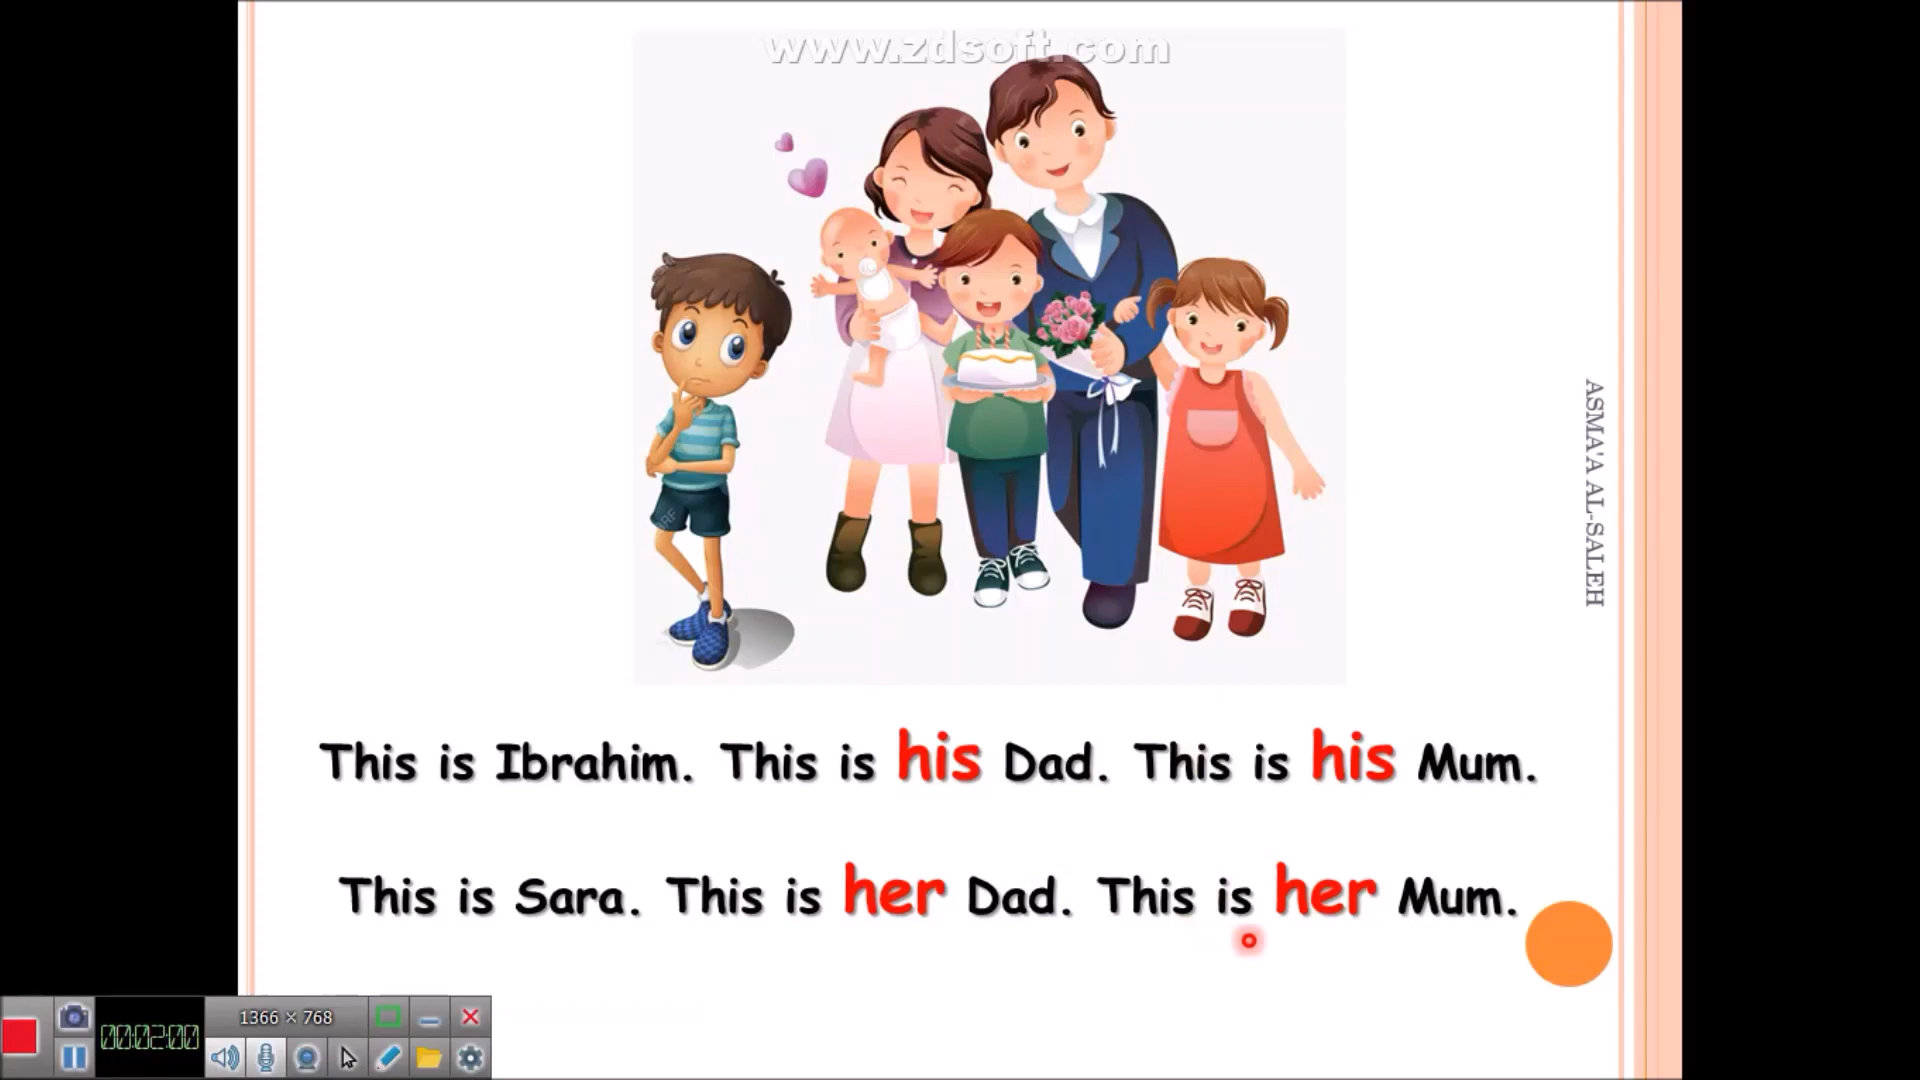 www.zdsoft.com
ASMA'A AL-SALEH
This is Ibrahim. This is his Dad. This is his Mum.
This is Sara. This is her Dad. This is her Mum.
1366 × 768
00:02:00